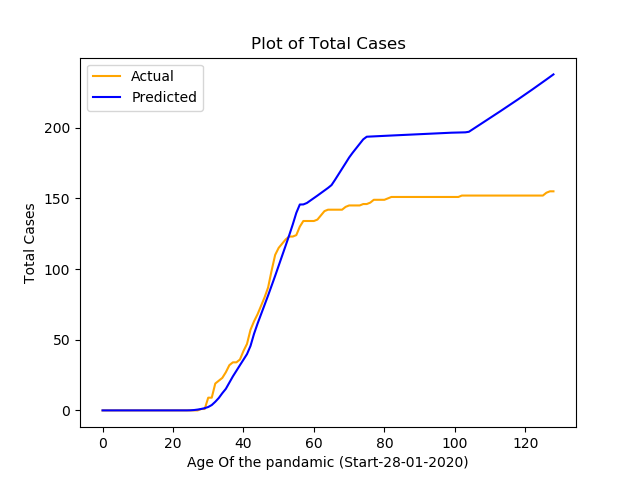 Plot of Total Cases
Actual
Predicted
200
150
100
50
0
Total Cases
0 20 40 60 80 100 120
Age Of the pandamic (Start-28-01-2020)